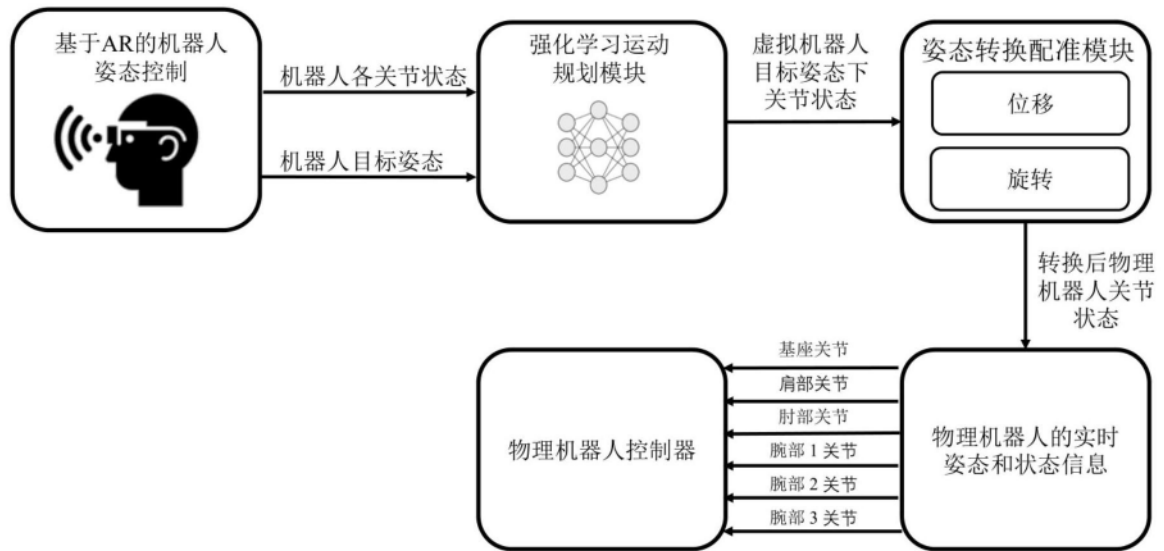 基于AR的机器人
姿态控制
机器人各关节状态
机器人目标姿态
强化学习运动
规划模块
虚拟机器人
目标姿态下
关节状态
姿态转换配准模块
位移
旋转
转换后物理
机器人关节
状态
物理机器人的实时
姿态和状态信息
基座关节
肩部关节
肘部关节
腕部 1 关节
腕部 2 关节
腕部 3 关节
物理机器人控制器